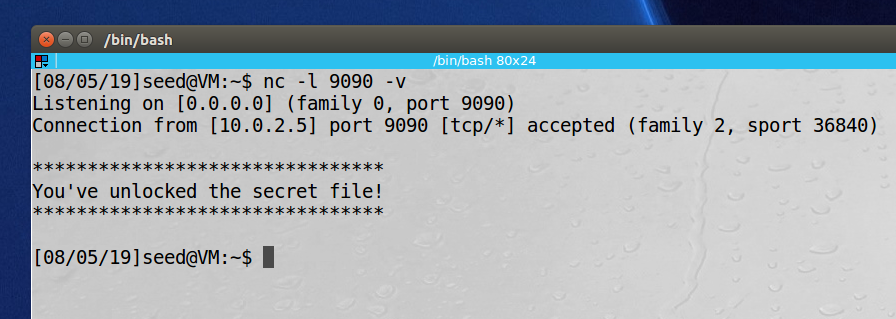 /bin/bash
/bin/bash 80x24
[08/05/19]seed@VM:~$ nc -l 9090 -v
Listening on [0.0.0.0] (family 0, port 9090)
Connection from [10.0.2.5] port 9090 [tcp/*] accepted (family 2, sport 36840)
********************************
You've unlocked the secret file!
********************************
[08/05/19]seed@VM:~$